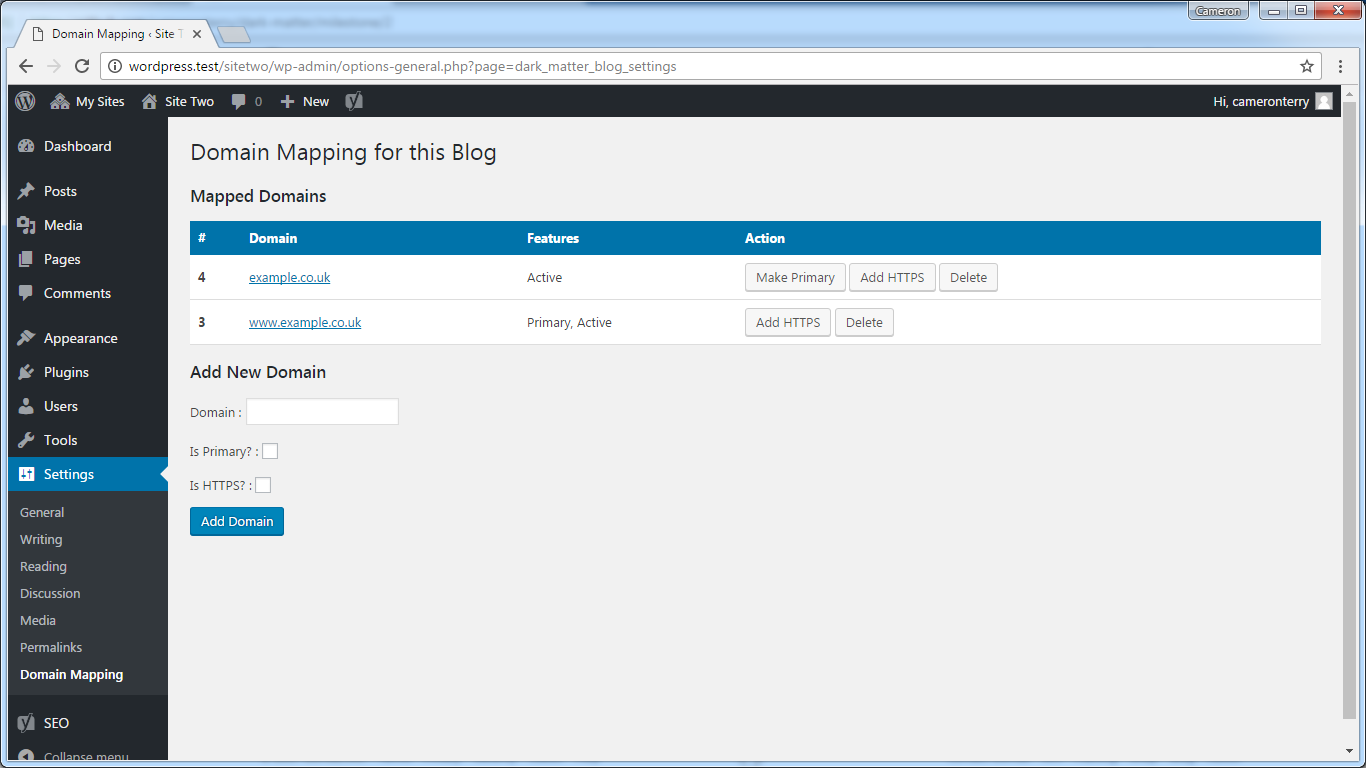 Cameron
Domain Mapping ‹ Site T
wordpress.test/sitetwo/wp-admin/options-general.php?page=dark_matter_blog_settings
My Sites Site Two 0 New Hi, cameronterry
Dashboard
Posts
Media
Pages
Comments
Appearance
Plugins
Users
Tools
Settings
General
Writing
Reading
Discussion
Media
Permalinks
Domain Mapping
SEO
Collapse menu
Domain Mapping for this Blog
Mapped Domains
# Domain Features Action
4 example.co.uk Active Make Primary Add HTTPS Delete
3 www.example.co.uk Primary, Active Add HTTPS Delete
Add New Domain
Domain :
Is Primary? :
Is HTTPS? :
Add Domain